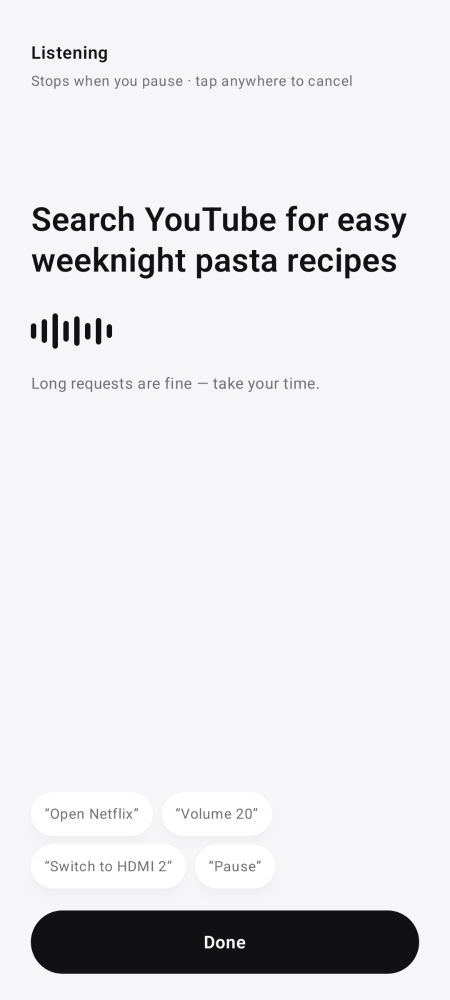 Listening
Stops when you pause · tap anywhere to cancel
Search YouTube for easy
weeknight pasta recipes
Long requests are fine — take your time.
“Open Netflix” “Volume 20”
“Switch to HDMI 2” “Pause”
Done